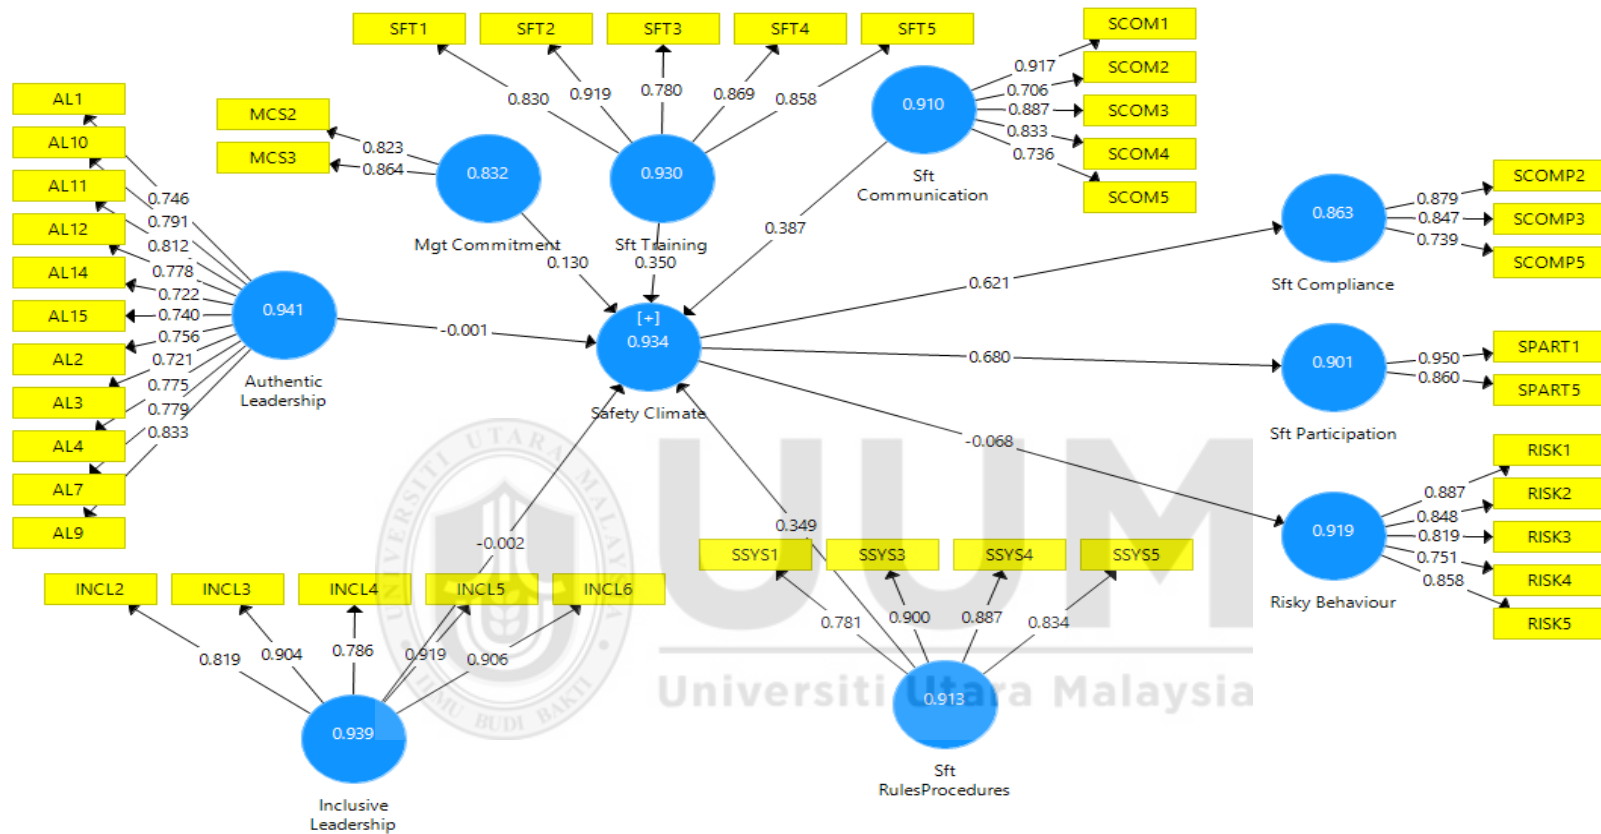 SFT1
SFT2
SFT3
SFT4
SFT5
SCOM1
SCOM2
SCOM3
SCOM4
SCOM5
0.917
0.706
0.887
0.833
0.736
0.910
Sft
Communication
0.387
0.830
0.919
0.780
0.869
0.858
0.930
Sft Training
0.350
MCS2
MCS3
0.823
0.864
0.832
Mgt Commitment
0.130
AL1
AL10
AL11
AL12
AL14
AL15
AL2
AL3
AL4
AL7
AL9
0.746
0.791
0.812
0.778
0.722
0.740
0.756
0.721
0.775
0.779
0.833
0.941
Authentic
Leadership
-0.001
[+]
0.934
Safety Climate
0.621
0.680
-0.068
0.863
Sft Compliance
0.879
0.847
0.739
SCOMP2
SCOMP3
SCOMP5
0.901
Sft Participation
0.950
0.860
SPART1
SPART5
0.919
Risky Behaviour
0.887
0.848
0.819
0.751
0.858
RISK1
RISK2
RISK3
RISK4
RISK5
-0.002
0.349
INCL2
INCL3
INCL4
INCL5
INCL6
0.819
0.904
0.786
0.919
0.906
0.939
Inclusive
Leadership
SSYS1
SSYS3
SSYS4
SSYS5
0.781
0.900
0.887
0.834
0.913
Sft
RulesProcedures
UNIVERSITI UTARA MALAYSIA
ILMU BUDI BAKTI
UUM
Universiti Utara Malaysia